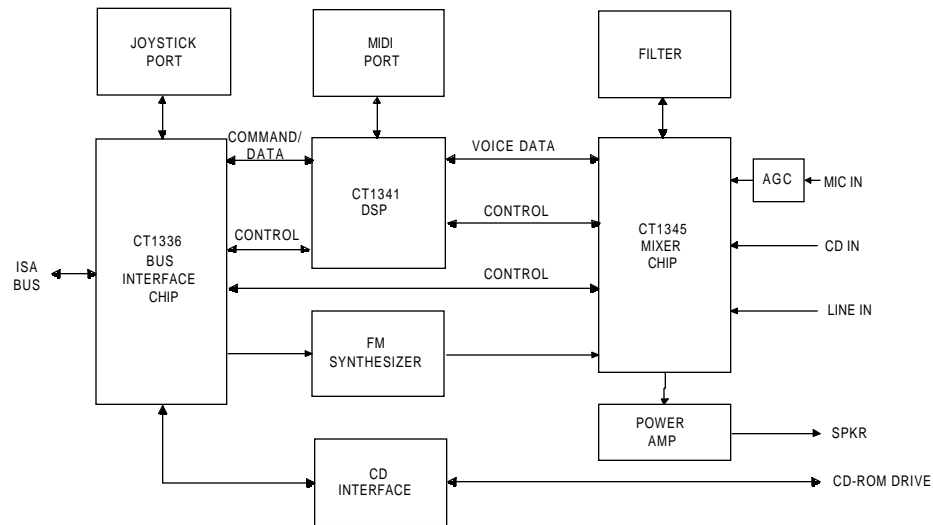 JOYSTICK
PORT
MIDI
PORT
FILTER
COMMAND/
DATA
VOICE DATA
CT1341
DSP
AGC
MIC IN
CONTROL
CONTROL
CT1336
BUS
INTERFACE
CHIP
CT1345
MIXER
CHIP
CD IN
ISA
BUS
CONTROL
LINE IN
FM
SYNTHESIZER
POWER
AMP
SPKR
CD
INTERFACE
CD-ROM DRIVE